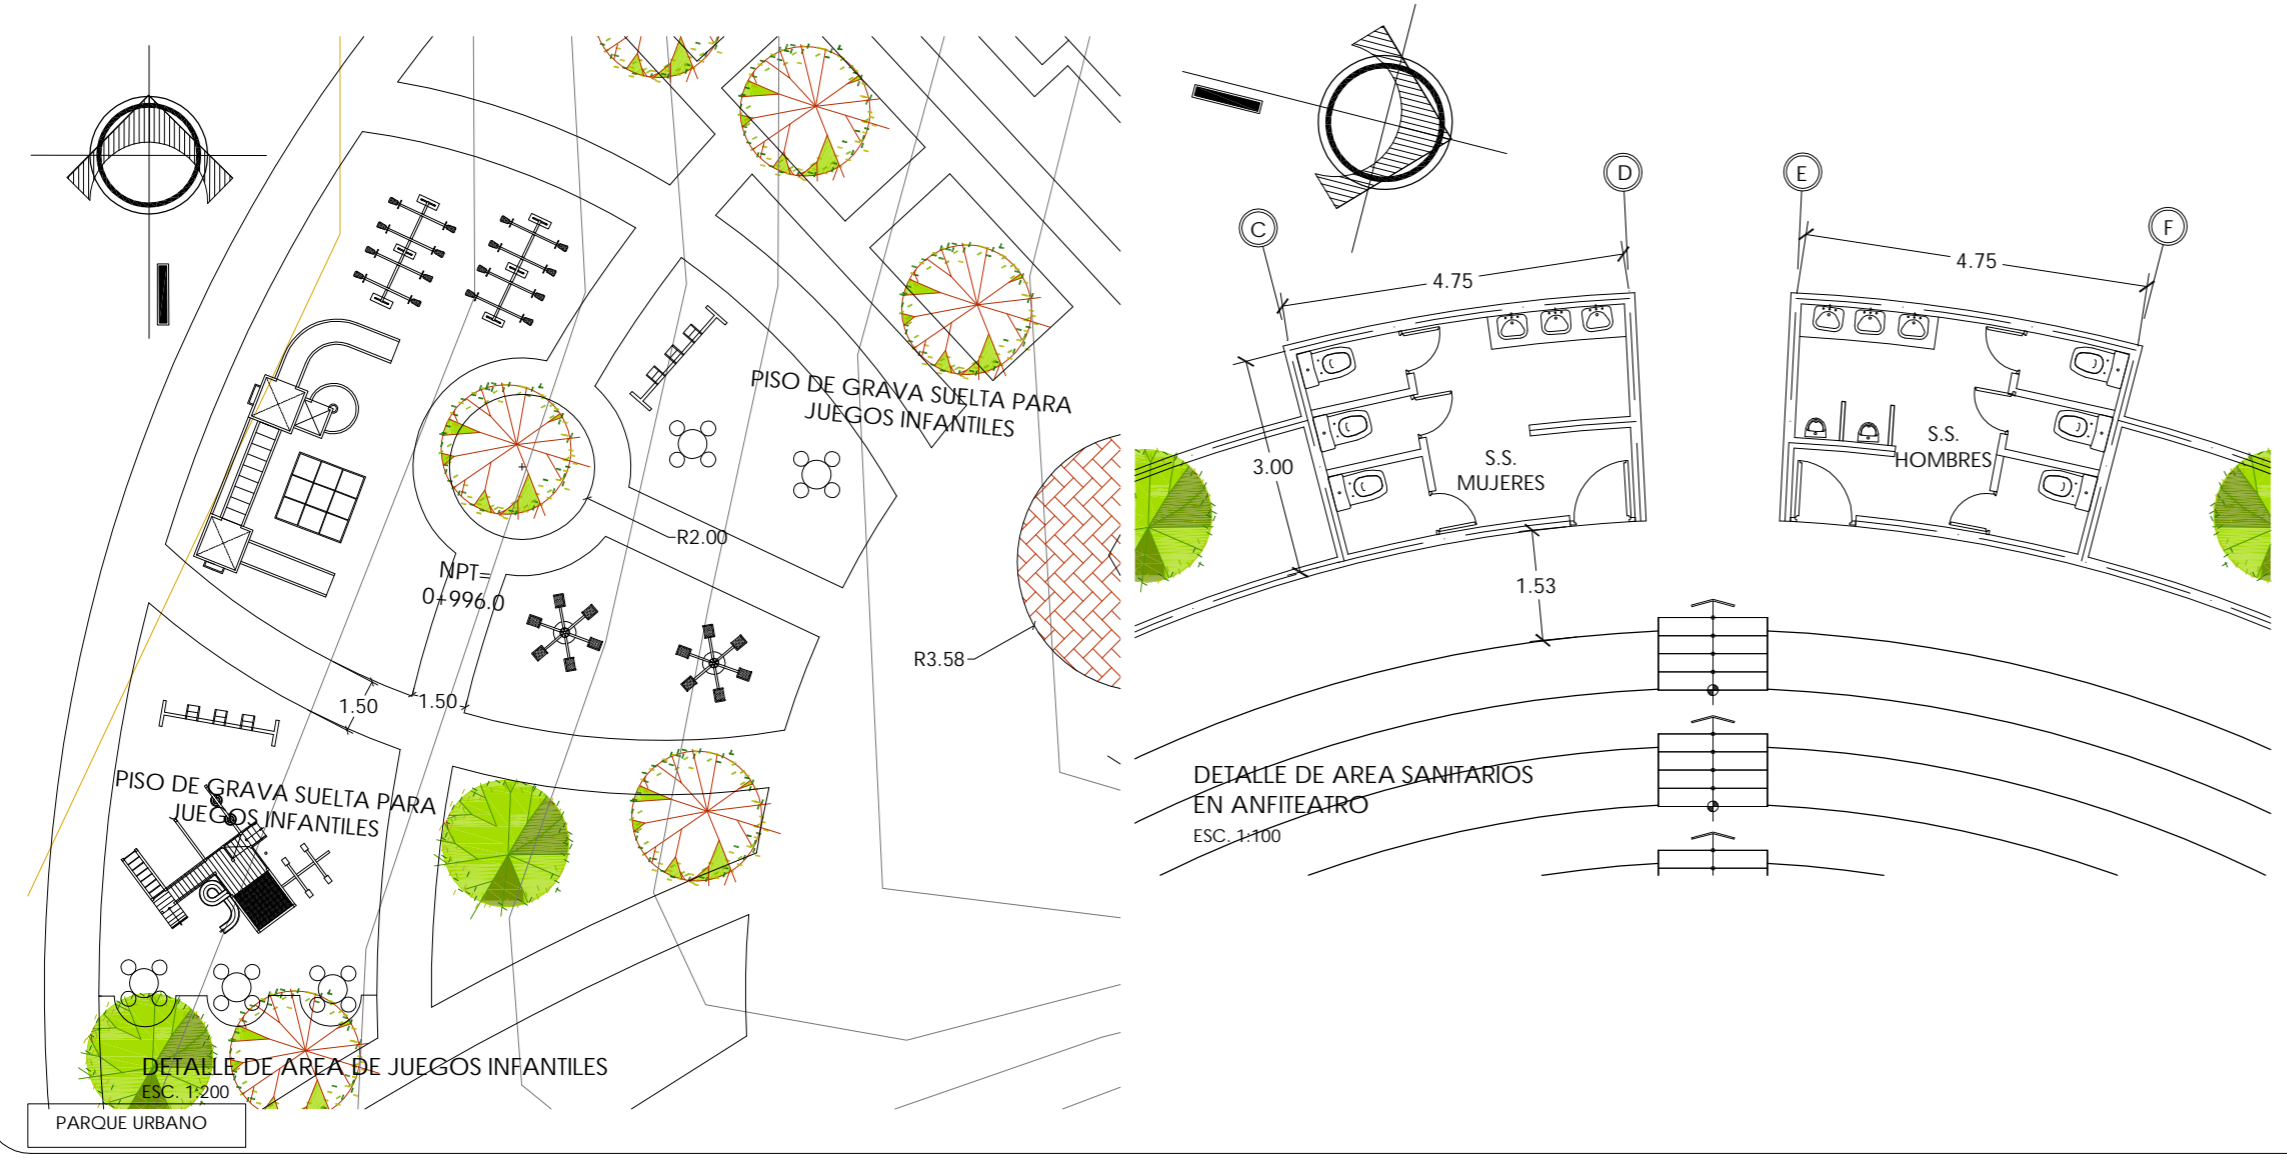 PISO DE GRAVA SUELTA PARA
JUEGOS INFANTILES
R2.00
NPT=
0+996.0
R3.58
1.50
1.50
PISO DE GRAVA SUELTA PARA
JUEGOS INFANTILES
DETALLE DE AREA DE JUEGOS INFANTILES
ESC. 1:200
PARQUE URBANO
C
D
E
F
4.75
4.75
3.00
S.S.
MUJERES
S.S.
HOMBRES
1.53
DETALLE DE AREA SANITARIOS
EN ANFITEATRO
ESC. 1:100